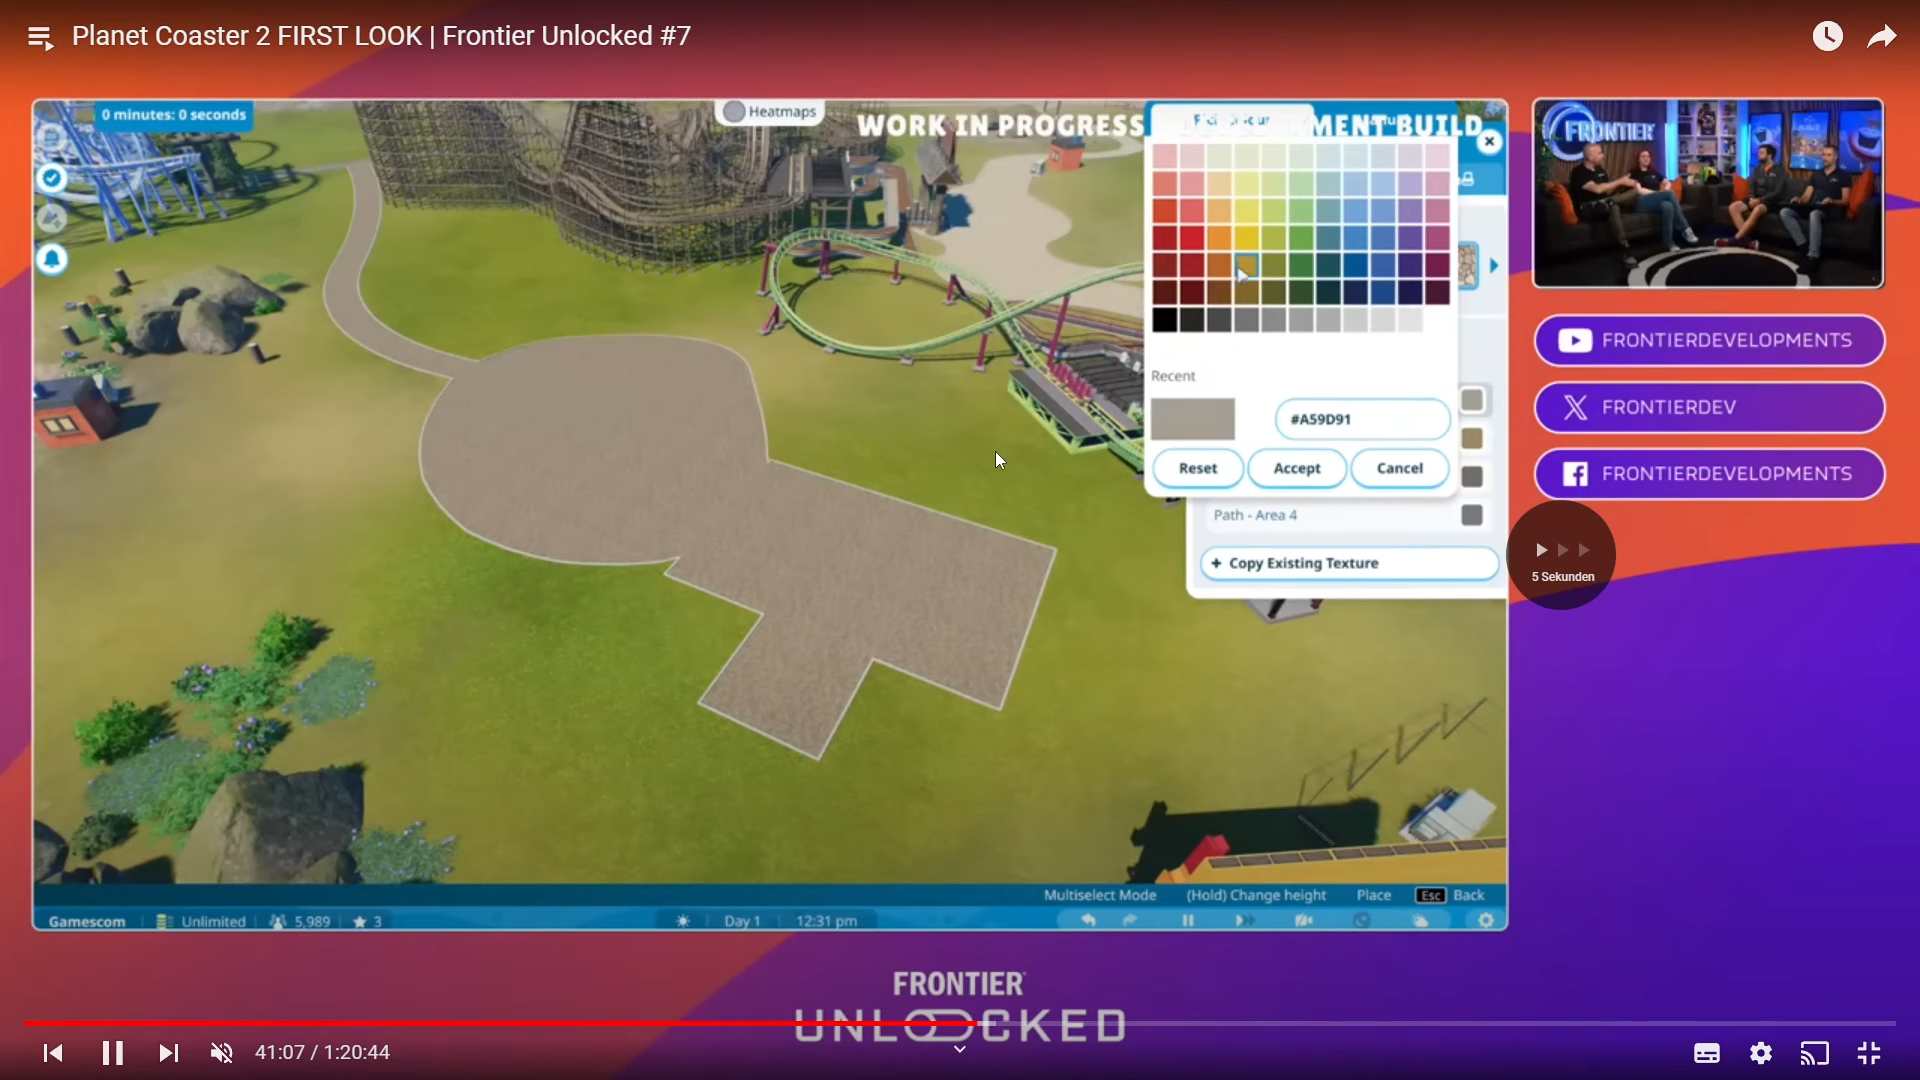 Planet Coaster 2 FIRST LOOK | Frontier Unlocked #7
0 minutes: 0 seconds
Heatmaps
WORK IN PROGRESS
MENT BUILD
FRONTIER
FRONTIERDEVELOPMENTS
FRONTIERDEV
FRONTIERDEVELOPMENTS
Recent
#A59D91
Reset
Accept
Cancel
Path - Area 4
+ Copy Existing Texture
5 Sekunden
Multiselect Mode
(Hold) Change height
Place
Esc Back
Gamescom
Unlimited
5,989
3
Day 1
12:31 pm
FRONTIER
UNLOCKED
41:07 / 1:20:44